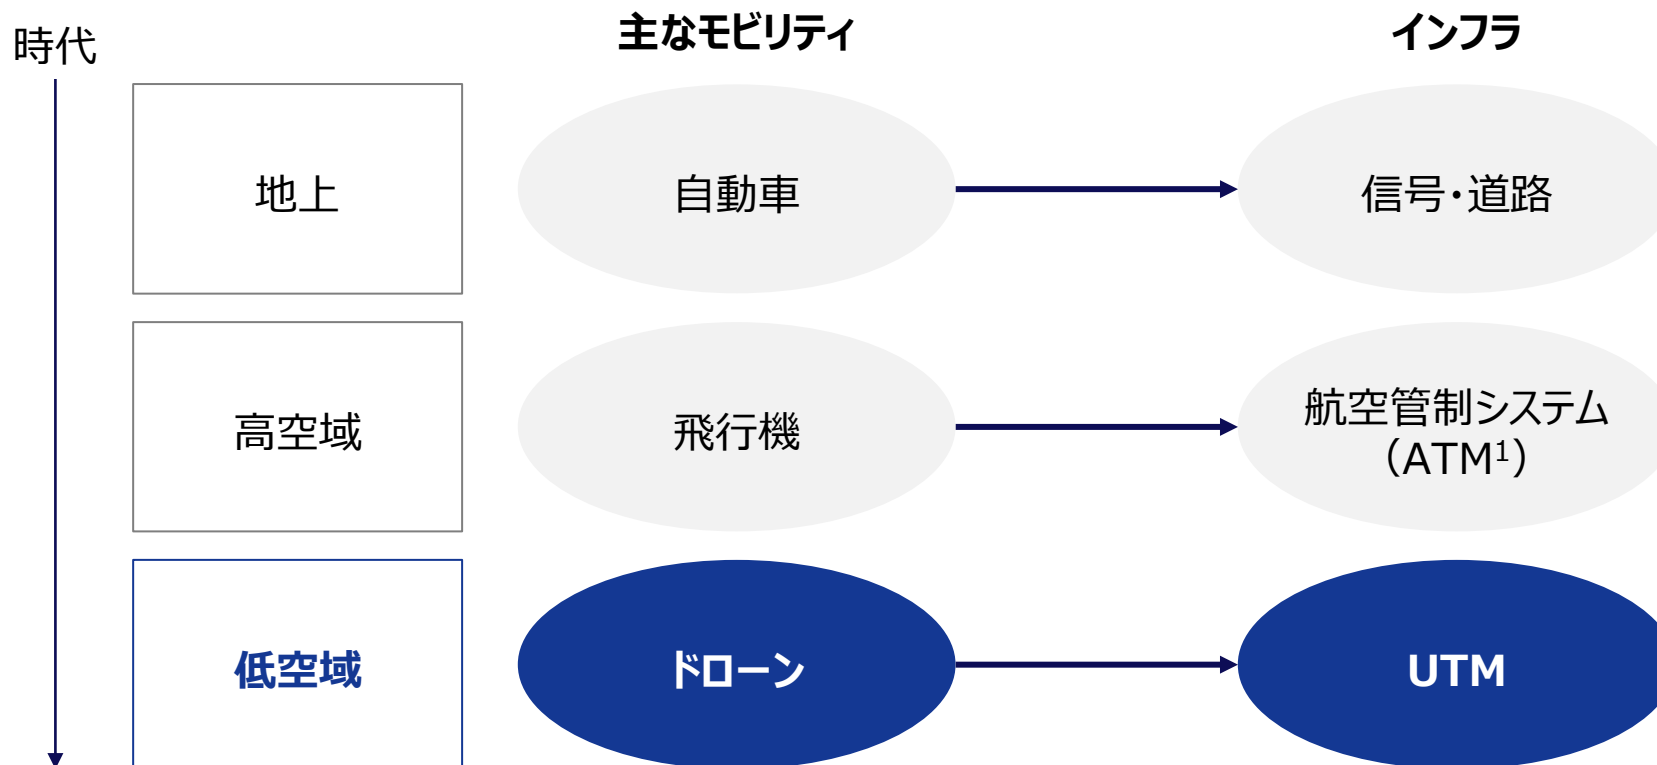 時代
主なモビリティ
インフラ
地上
自動車
信号・道路
高空域
飛行機
航空管制システム
（ATM1）
低空域
ドローン
UTM